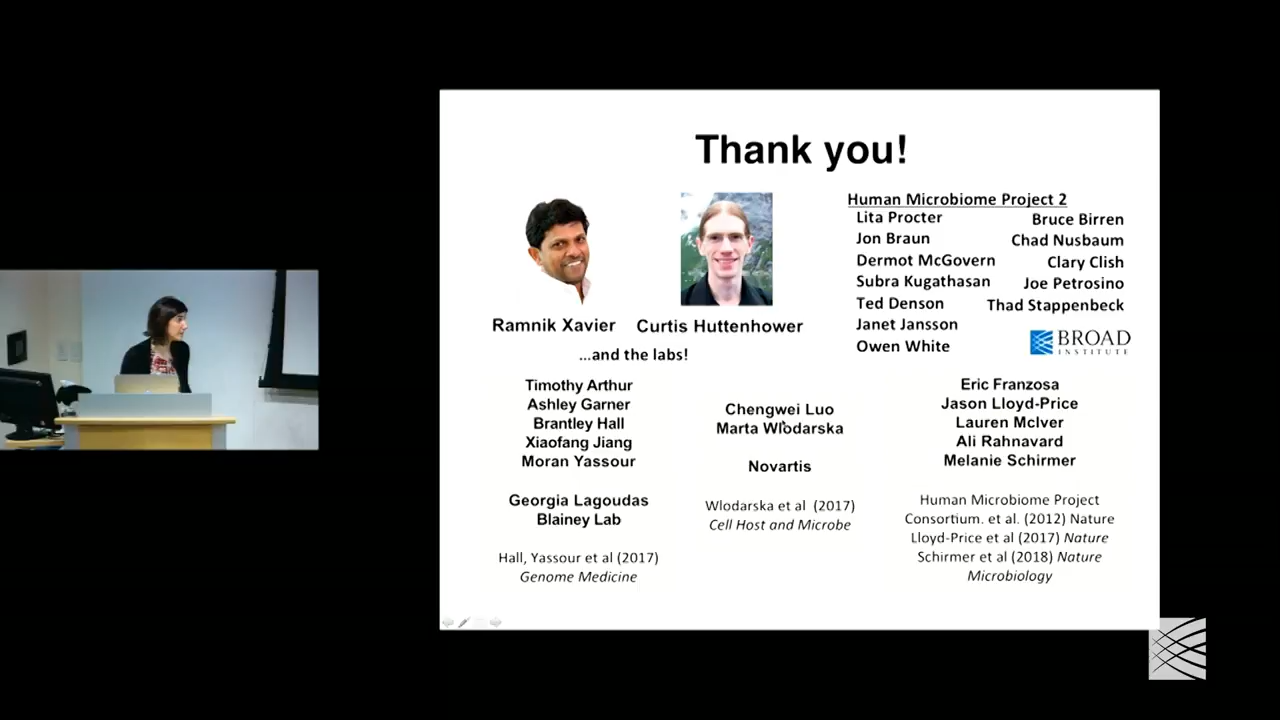 Thank you!
Ramnik Xavier
Curtis Huttenhower
...and the labs!
Human Microbiome Project 2
Lita Procter
Jon Braun
Dermot McGovern
Subra Kugathasan
Ted Denson
Janet Jansson
Owen White
Bruce Birren
Chad Nusbaum
Clary Clish
Joe Petrosino
Thad Stappenbeck
BROAD
INSTITUTE
Timothy Arthur
Ashley Garner
Brantley Hall
Xiaofang Jiang
Moran Yassour
Georgia Lagoudas
Blainey Lab
Hall, Yassour et al (2017)
Genome Medicine
Chengwei Luo
Marta Wlodarska
Novartis
Wlodarska et al (2017)
Cell Host and Microbe
Eric Franzosa
Jason Lloyd-Price
Lauren McIver
Ali Rahnavard
Melanie Schirmer
Human Microbiome Project
Consortium. et al. (2012) Nature
Lloyd-Price et al (2017) Nature
Schirmer et al (2018) Nature
Microbiology